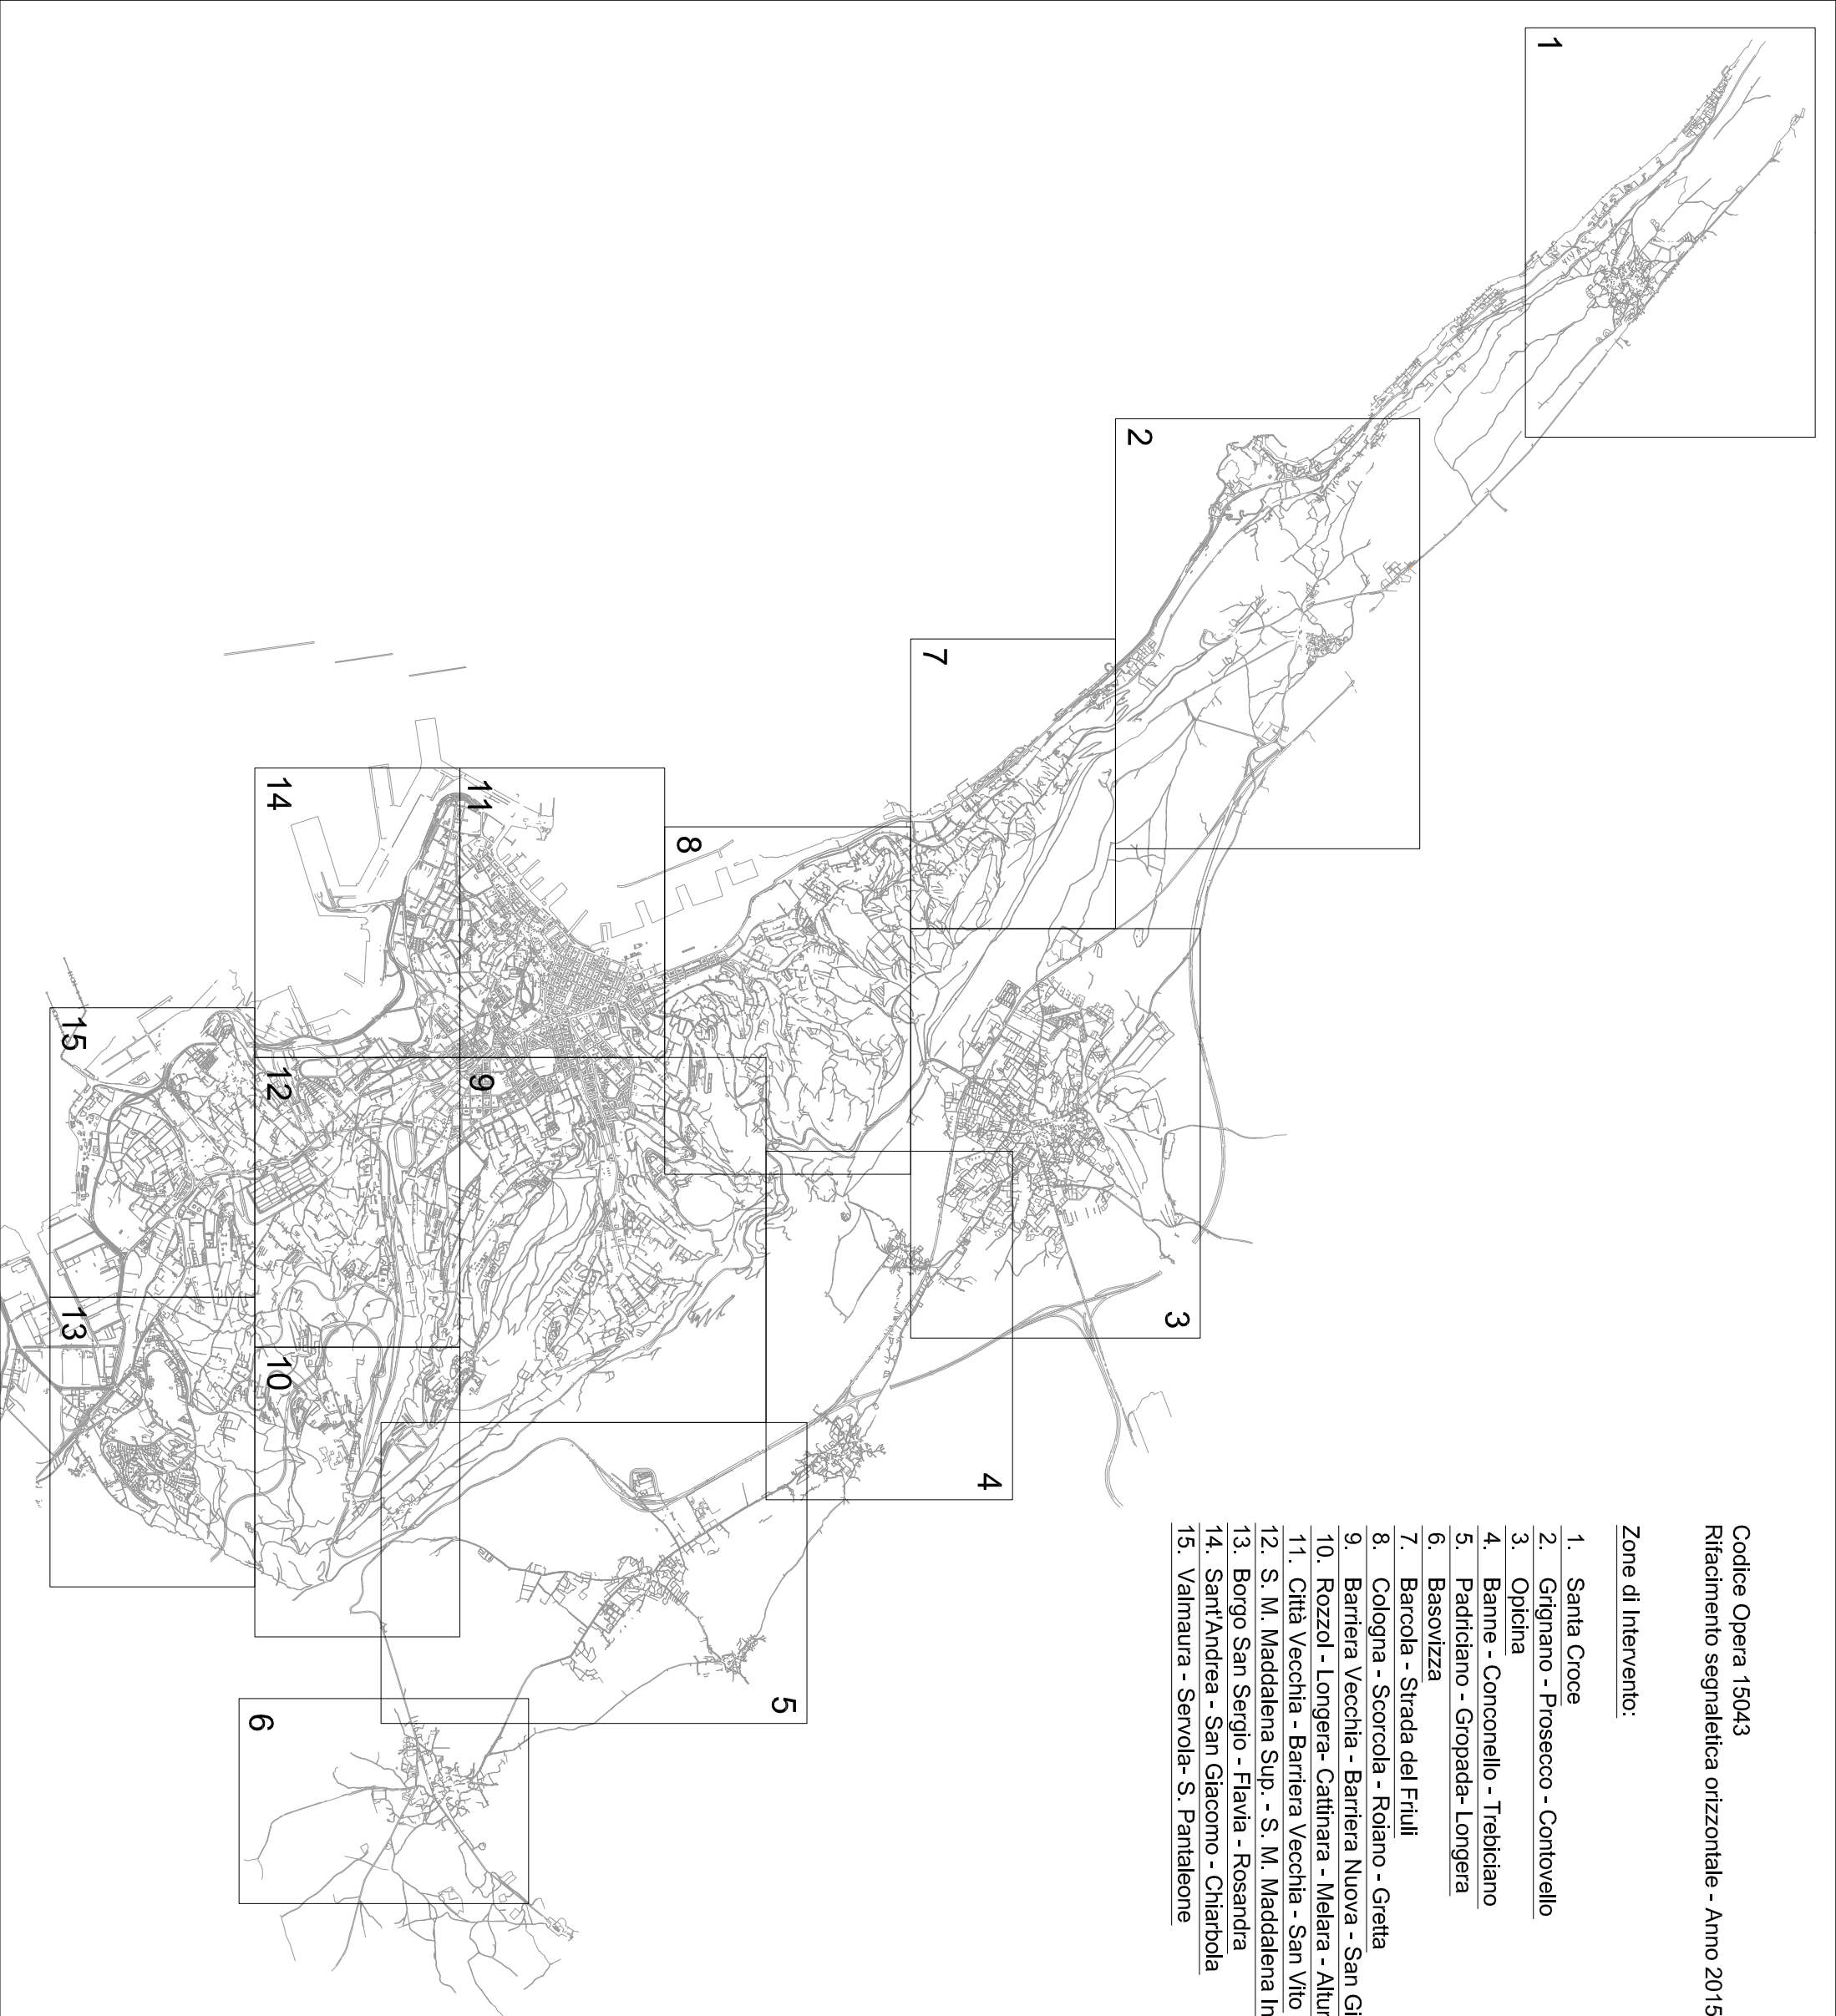 Codice Opera 15043
Rifacimento segnaletica orizzontale - Anno 2015
Zone di Intervento:
1. Santa Croce
2. Grignano - Prosecco - Contovello
3. Opicina
4. Banne - Conconello - Trebiciano
5. Padriciano - Gropada- Longera
6. Basovizza
7. Barcola - Strada del Friuli
8. Cologna - Scorcola - Roiano - Gretta
9. Barriera Vecchia - Barriera Nuova - San Gi
10. Rozzol - Longera- Cattinara - Melara - Altur
11. Città Vecchia - Barriera Vecchia - San Vito
12. S. M. Maddalena Sup. - S. M. Maddalena In
13. Borgo San Sergio - Flavia - Rosandra
14. Sant'Andrea - San Giacomo - Chiarbola
15. Valmaura - Servola- S. Pantaleone
1
2
3
7
4
8
5
11
9
14
12
10
6
15
13